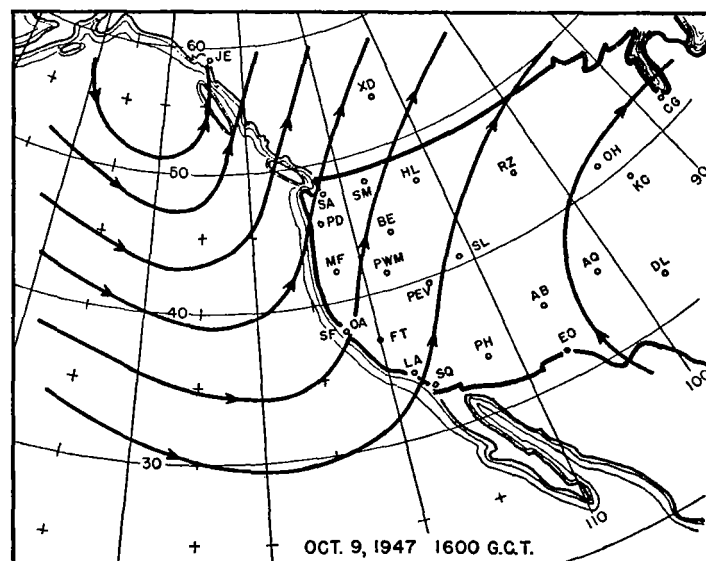 60
JE
XD
CG
50
SA
SM
HL
RZ
OH
KG
90
PD
BE
MF
PWM
SL
PEV
AQ
DL
AB
40
SF
OA
FT
PH
EO
LA
SQ
100
30
110
OCT. 9, 1947 1600 G.C.T.